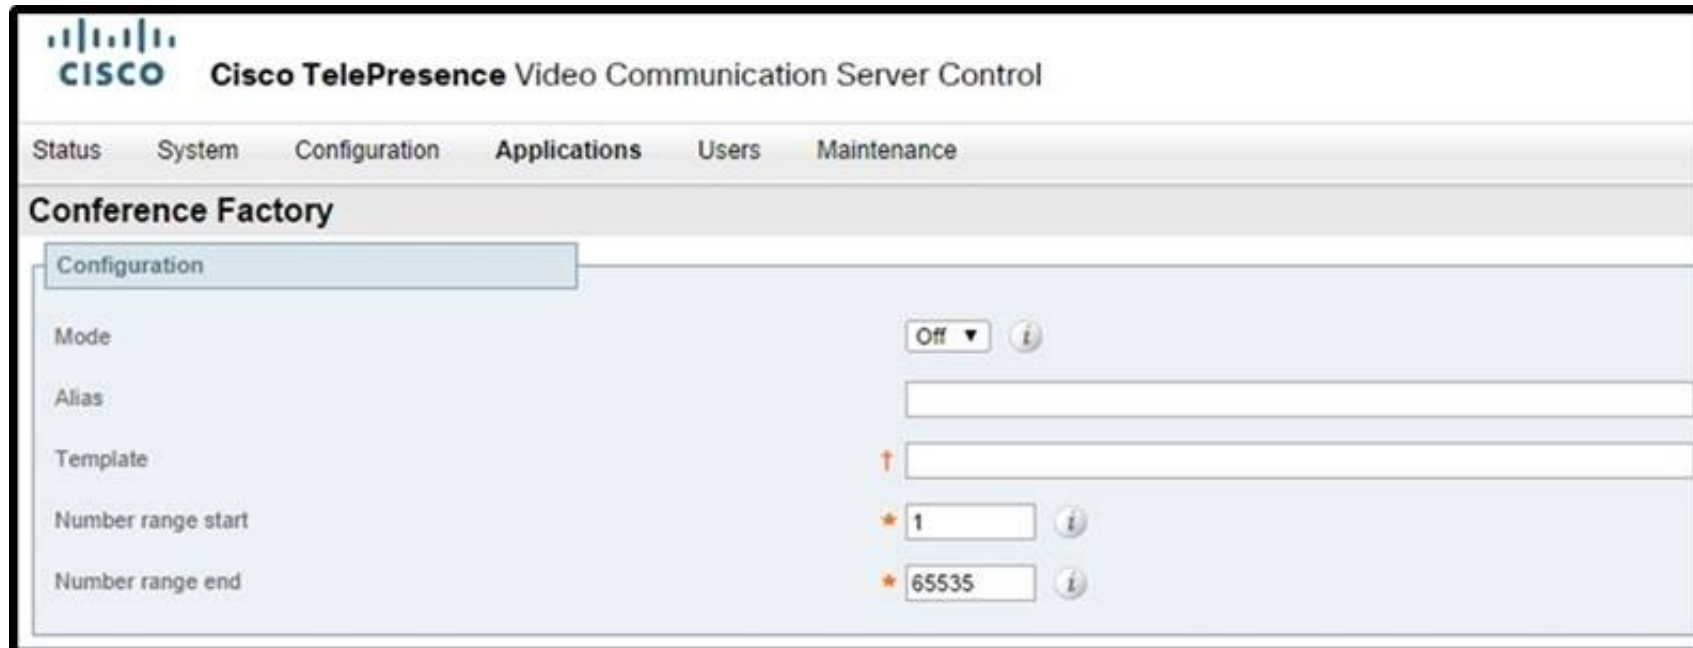 CISCO Cisco TelePresence Video Communication Server Control
Status System Configuration Applications Users Maintenance
Conference Factory
Configuration
Mode Off ▼ i
Alias
Template †
Number range start * 1 i
Number range end * 65535 i